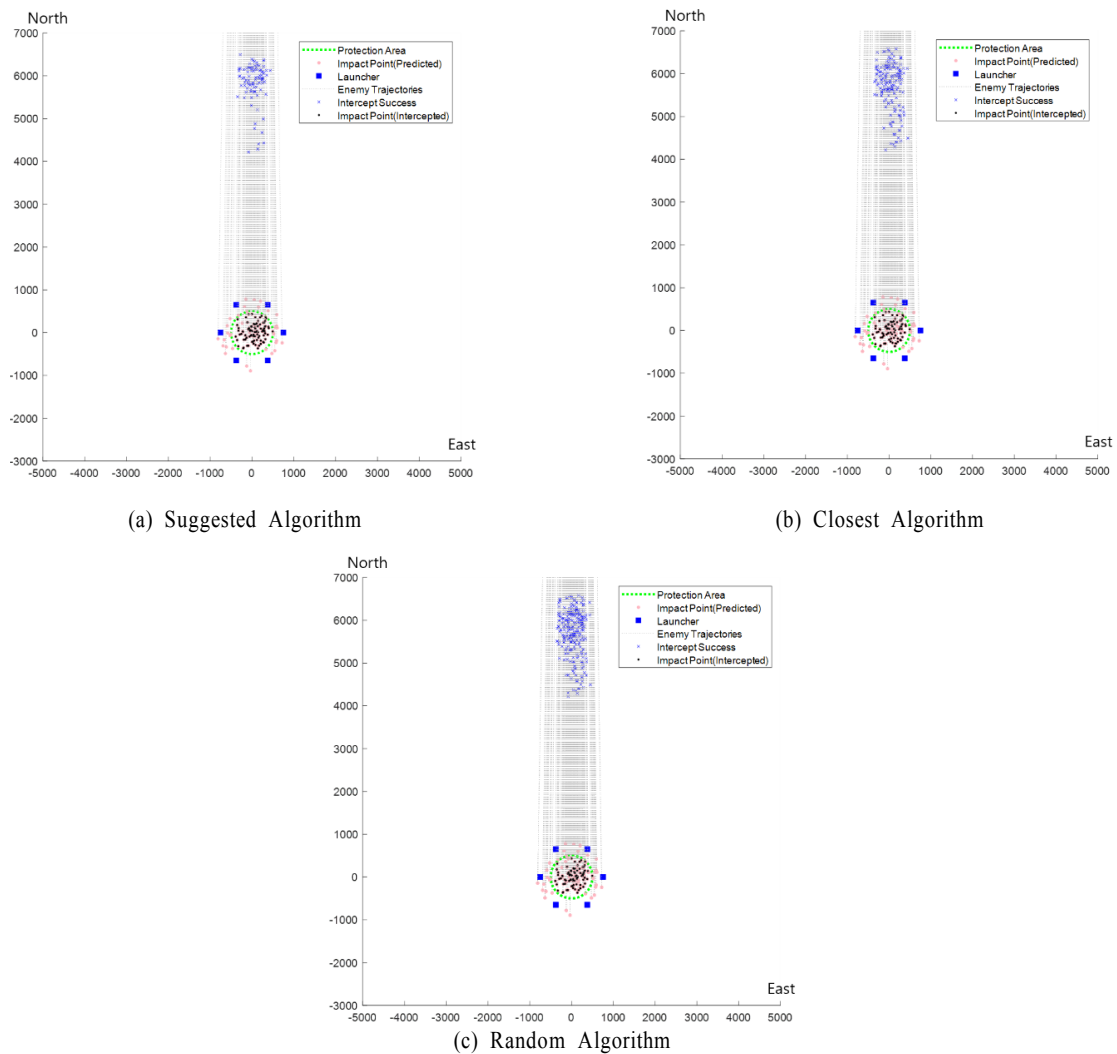 North
7000
6000
5000
4000
3000
2000
1000
0
-1000
-2000
-3000
-5000 -4000 -3000 -2000 -1000 0 1000 2000 3000 4000 5000
East
Protection Area
Impact Point(Predicted)
Launcher
Enemy Trajectories
Intercept Success
Impact Point(Intercepted)
(a) Suggested Algorithm
North
7000
6000
5000
4000
3000
2000
1000
0
-1000
-2000
-3000
-5000 -4000 -3000 -2000 -1000 0 1000 2000 3000 4000 5000
East
Protection Area
Impact Point(Predicted)
Launcher
Enemy Trajectories
Intercept Success
Impact Point(Intercepted)
(b) Closest Algorithm
North
7000
6000
5000
4000
3000
2000
1000
0
-1000
-2000
-3000
-5000 -4000 -3000 -2000 -1000 0 1000 2000 3000 4000 5000
East
Protection Area
Impact Point(Predicted)
Launcher
Enemy Trajectories
Intercept Success
Impact Point(Intercepted)
(c) Random Algorithm